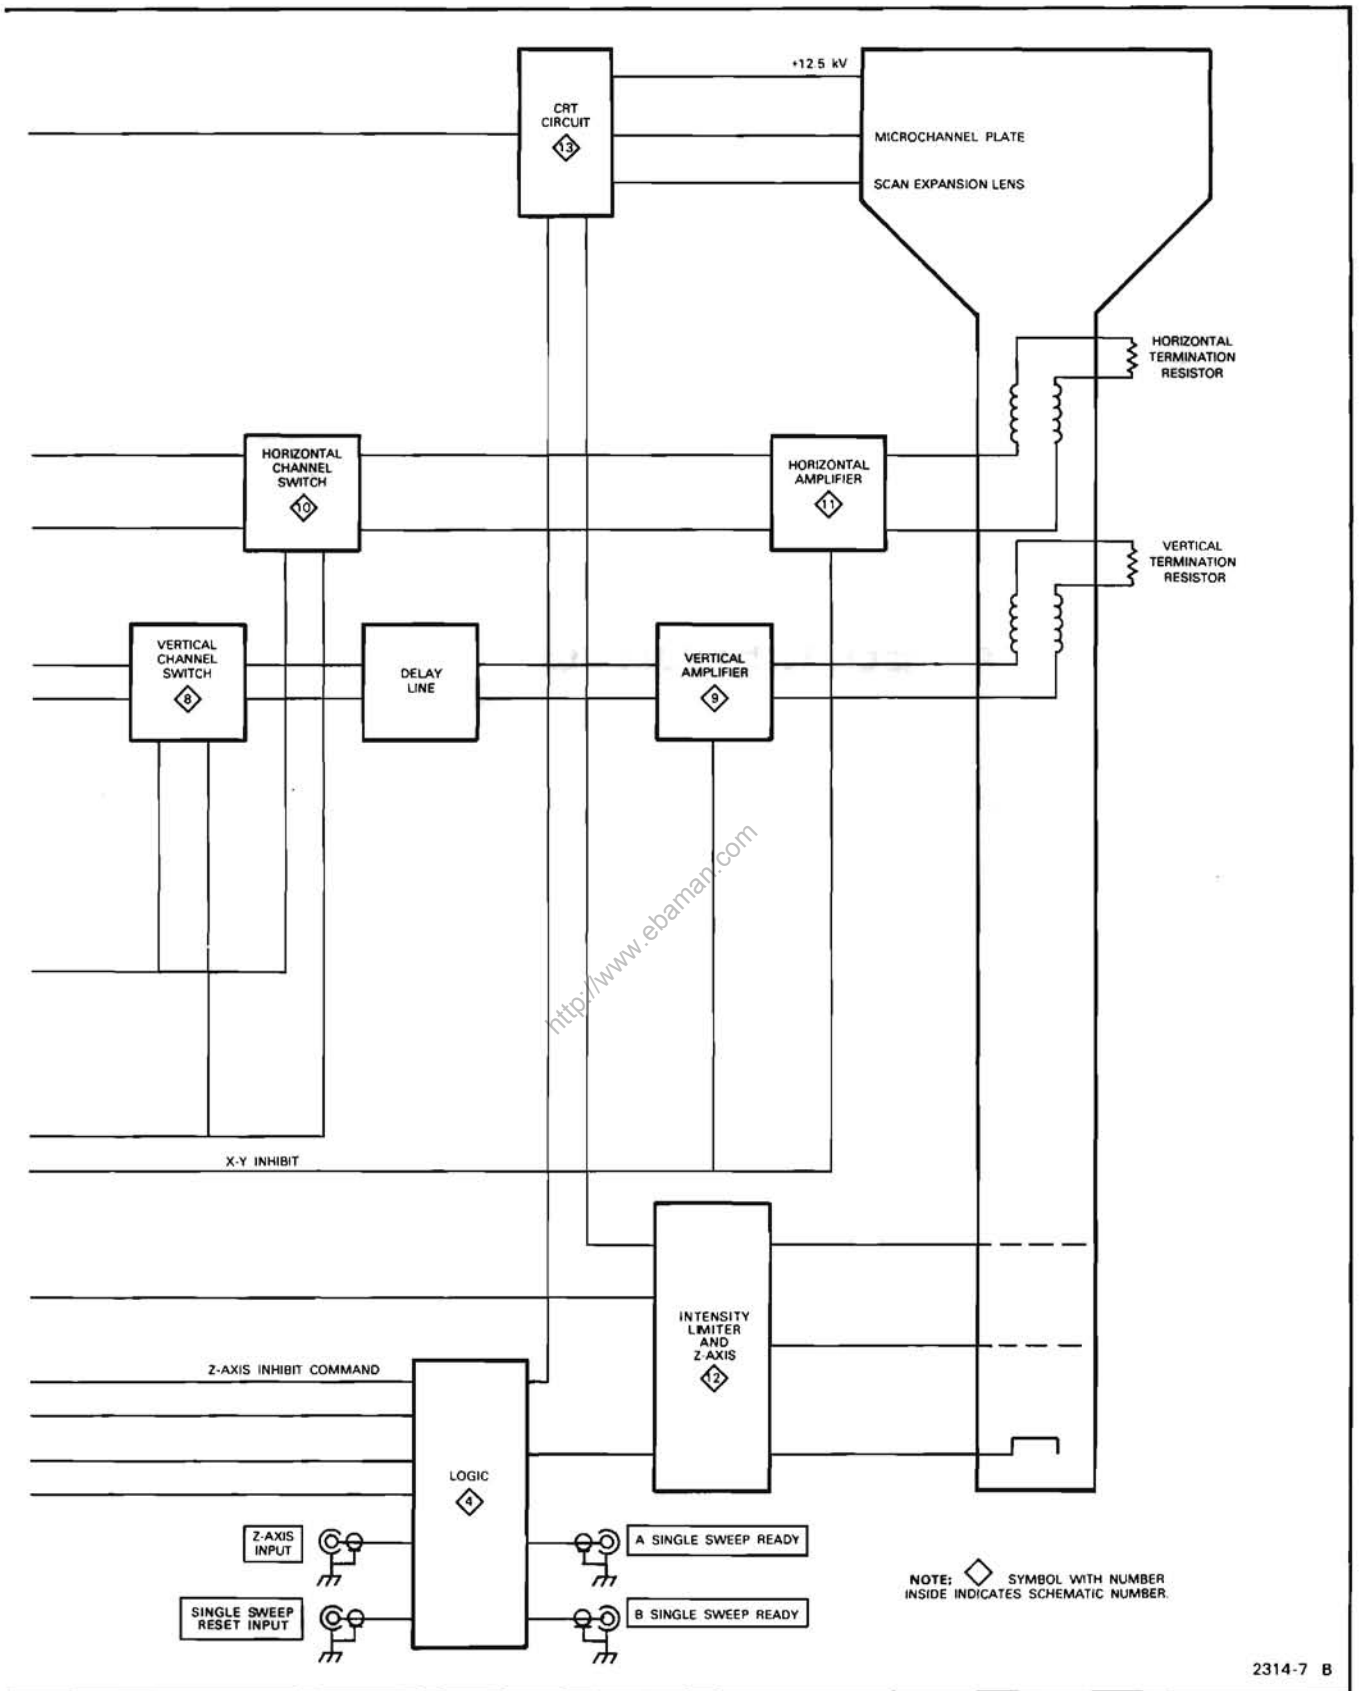 +12.5 kV
CRT
CIRCUIT
13
MICROCHANNEL PLATE
SCAN EXPANSION LENS
HORIZONTAL
TERMINATION
RESISTOR
HORIZONTAL
CHANNEL
SWITCH
10
HORIZONTAL
AMPLIFIER
11
VERTICAL
TERMINATION
RESISTOR
VERTICAL
CHANNEL
SWITCH
8
DELAY
LINE
VERTICAL
AMPLIFIER
9
http://www.ebaman.com
X-Y INHIBIT
INTENSITY
LIMITER
AND
Z-AXIS
12
Z-AXIS INHIBIT COMMAND
LOGIC
4
Z-AXIS
INPUT
A SINGLE SWEEP READY
SINGLE SWEEP
RESET INPUT
B SINGLE SWEEP READY
NOTE: SYMBOL WITH NUMBER
INSIDE INDICATES SCHEMATIC NUMBER.
2314-7 B